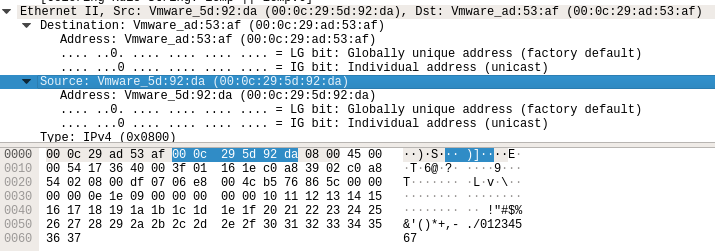 Ethernet II, Src: Vmware_5d:92:da (00:0c:29:5d:92:da), Dst: Vmware_ad:53:af (00:0c:29:ad:53:af)
Destination: Vmware_ad:53:af (00:0c:29:ad:53:af)
Address: Vmware_ad:53:af (00:0c:29:ad:53:af)
.... ..0. .... .... .... .... = LG bit: Globally unique address (factory default)
.... ...0 .... .... .... .... = IG bit: Individual address (unicast)
Source: Vmware_5d:92:da (00:0c:29:5d:92:da)
Address: Vmware_5d:92:da (00:0c:29:5d:92:da)
.... ..0. .... .... .... .... = LG bit: Globally unique address (factory default)
.... ...0 .... .... .... .... = IG bit: Individual address (unicast)
Type: IPv4 (0x0800)
0000 00 0c 29 ad 53 af 00 0c 29 5d 92 da 08 00 45 00 ··)·S··· )]····E·
0010 00 54 17 36 40 00 3f 01 16 1e c0 a8 39 02 c0 a8 ·T·6@·?· ····9···
0020 54 02 08 00 df 07 06 e8 00 4c b5 76 86 5c 00 00 T······· ·L·v·\··
0030 00 00 0e 1e 09 00 00 00 00 00 10 11 12 13 14 15 ········ ········
0040 16 17 18 19 1a 1b 1c 1d 1e 1f 20 21 22 23 24 25 ········ ·· !"#$%
0050 26 27 28 29 2a 2b 2c 2d 2e 2f 30 31 32 33 34 35 &'()*+,- ./012345
0060 36 37 67